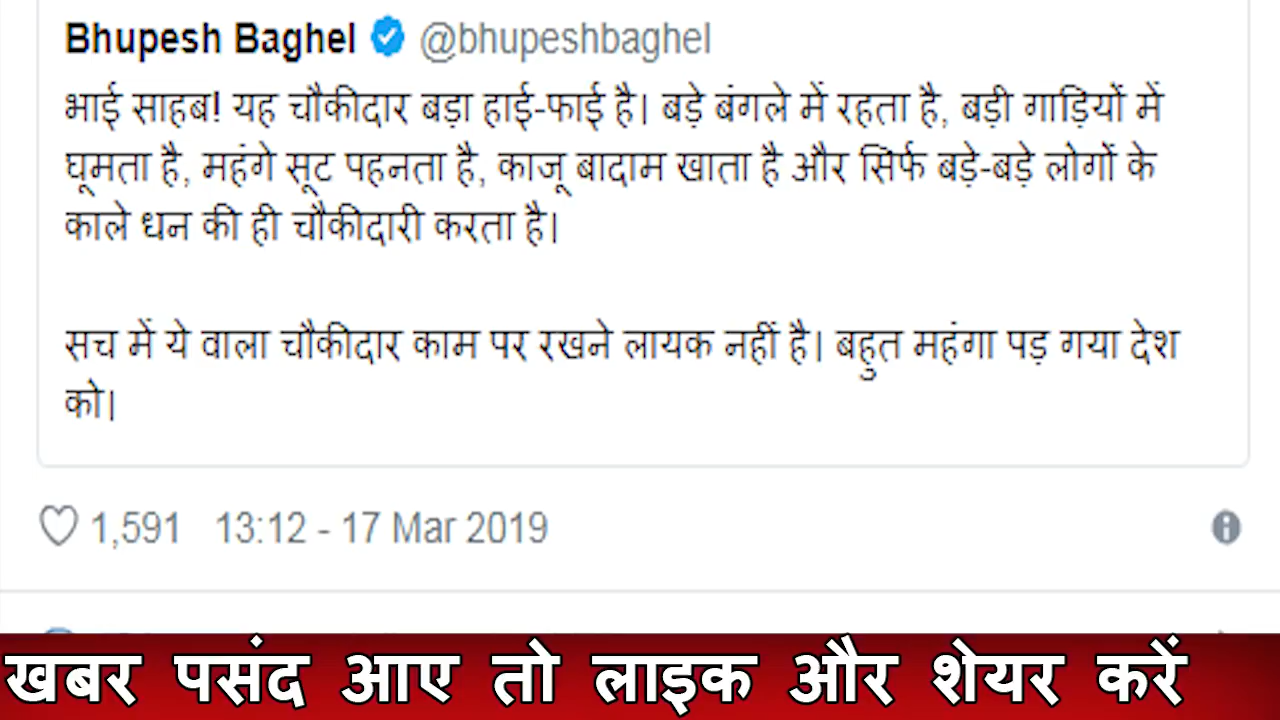 Bhupesh Baghel @bhupeshbaghel
भाई साहब! यह चौकीदार बड़ा हाई-फाई है। बड़े बंगले में रहता है, बड़ी गाड़ियों में
घूमता है, महंगे सूट पहनता है, काजू बादाम खाता है और सिर्फ बड़े-बड़े लोगों के
काले धन की ही चौकीदारी करता है।
सच में ये वाला चौकीदार काम पर रखने लायक नहीं है। बहुत महंगा पड़ गया देश
को।
1,591 13:12 - 17 Mar 2019
खबर पसंद आए तो लाइक और शेयर करें